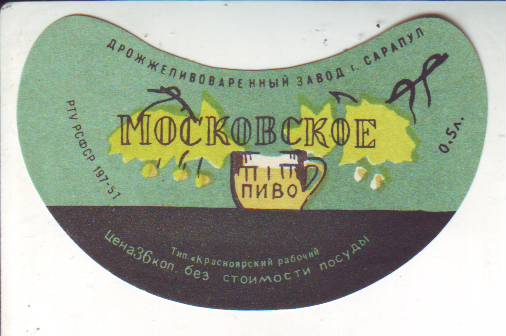 ДРОЖЖЕПИВОВАРЕННЫЙ ЗАВОД г. САРАПУЛ
МОСКОВСКОЕ
ПИВО
РТУ РСФСР 197-57
0,5л.
Тип. «Красноярский рабочий
Цена 36 коп. без стоимости посуды